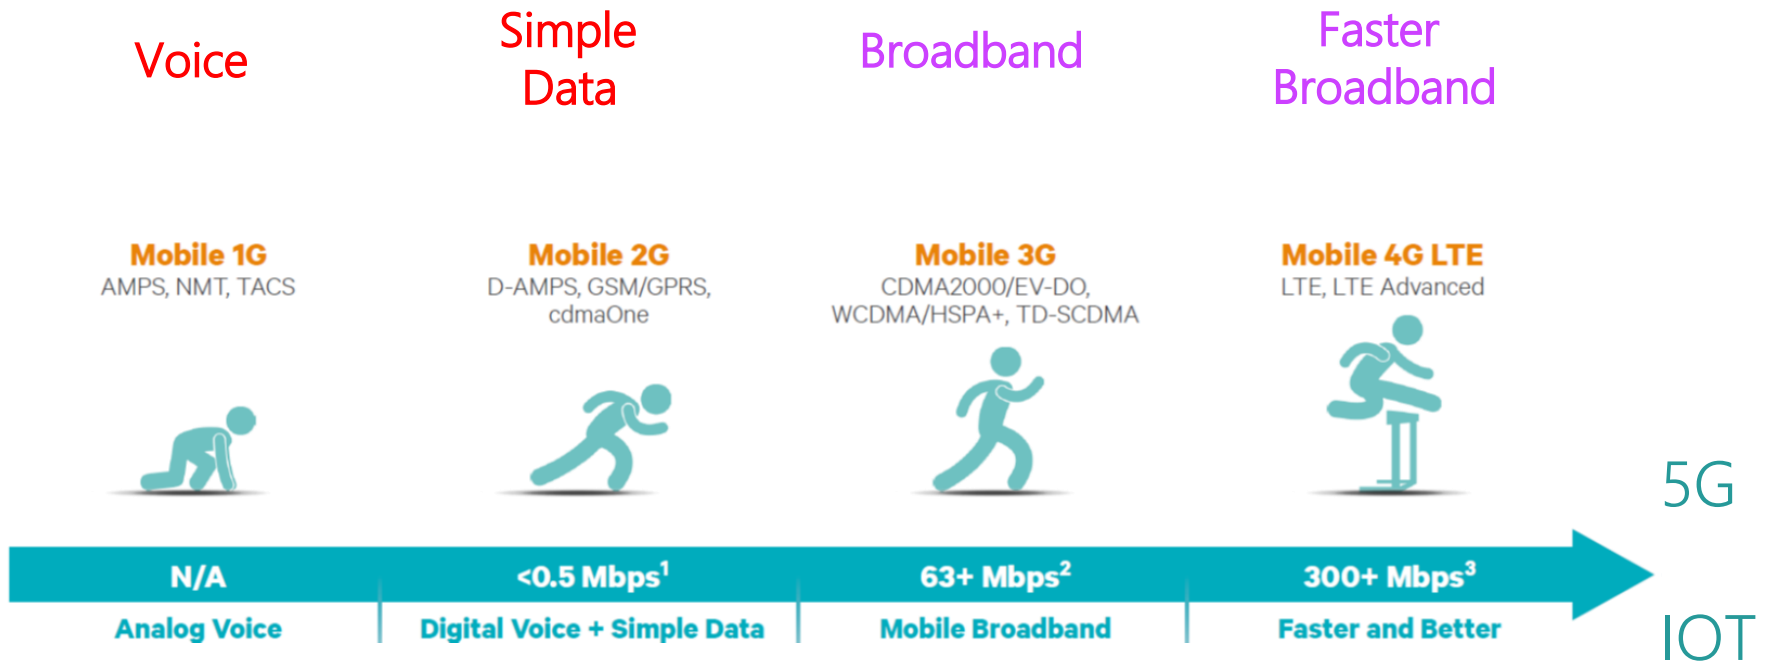 Voice
Simple
Data
Broadband
Faster
Broadband
Mobile 1G
AMPS, NMT, TACS
Mobile 2G
D-AMPS, GSM/GPRS,
cdmaOne
Mobile 3G
CDMA2000/EV-DO,
WCDMA/HSPA+, TD-SCDMA
Mobile 4G LTE
LTE, LTE Advanced
5G
N/A
<0.5 Mbps¹
63+ Mbps²
300+ Mbps³
Analog Voice
Digital Voice + Simple Data
Mobile Broadband
Faster and Better
IOT